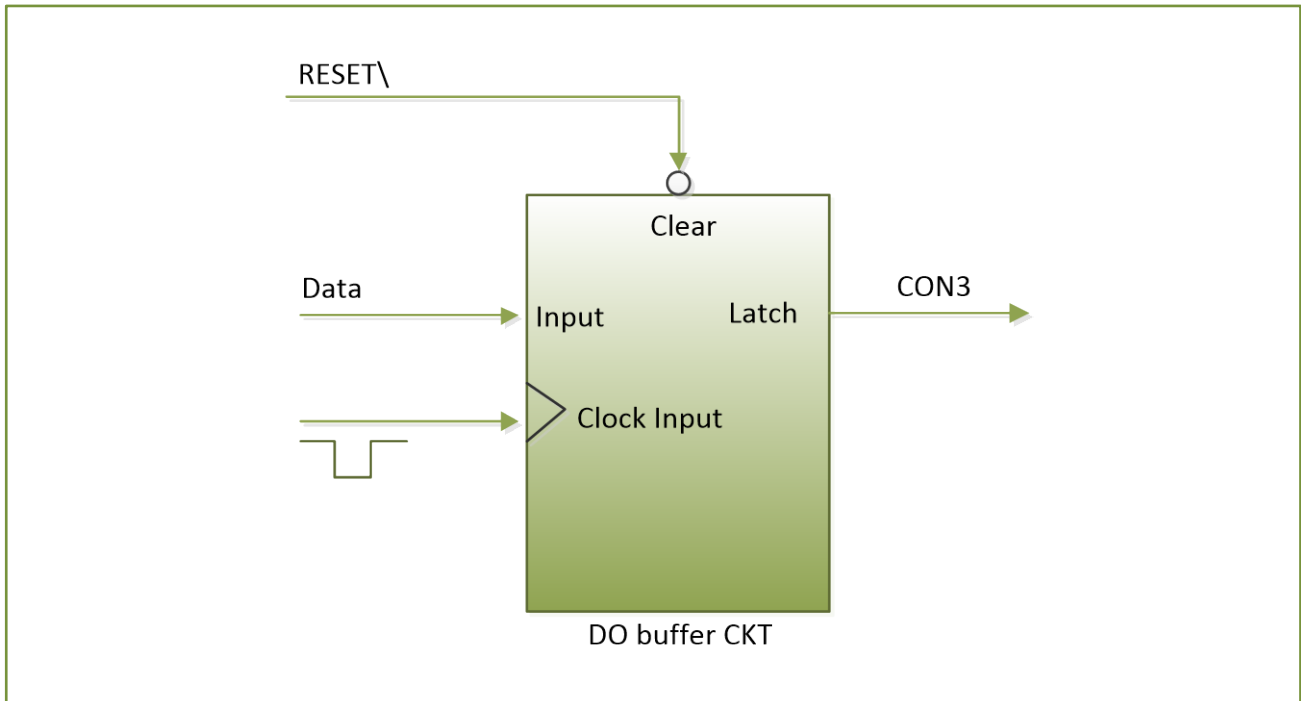 RESET\
Clear
Data
CON3
Input
Latch
Clock Input
DO buffer CKT